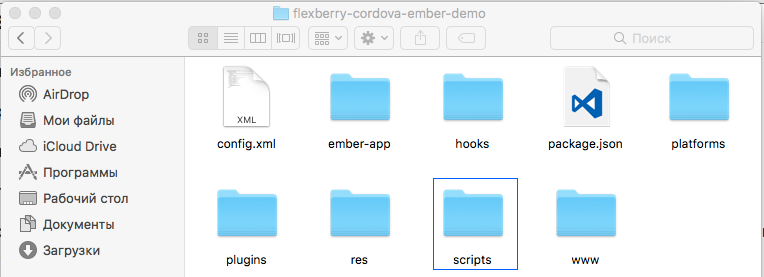 flexberry-cordova-ember-demo
Поиск
Избранное
AirDrop
Мои файлы
iCloud Drive
Программы
Рабочий стол
Документы
Загрузки
XML
config.xml
ember-app
hooks
package.json
platforms
plugins
res
scripts
www